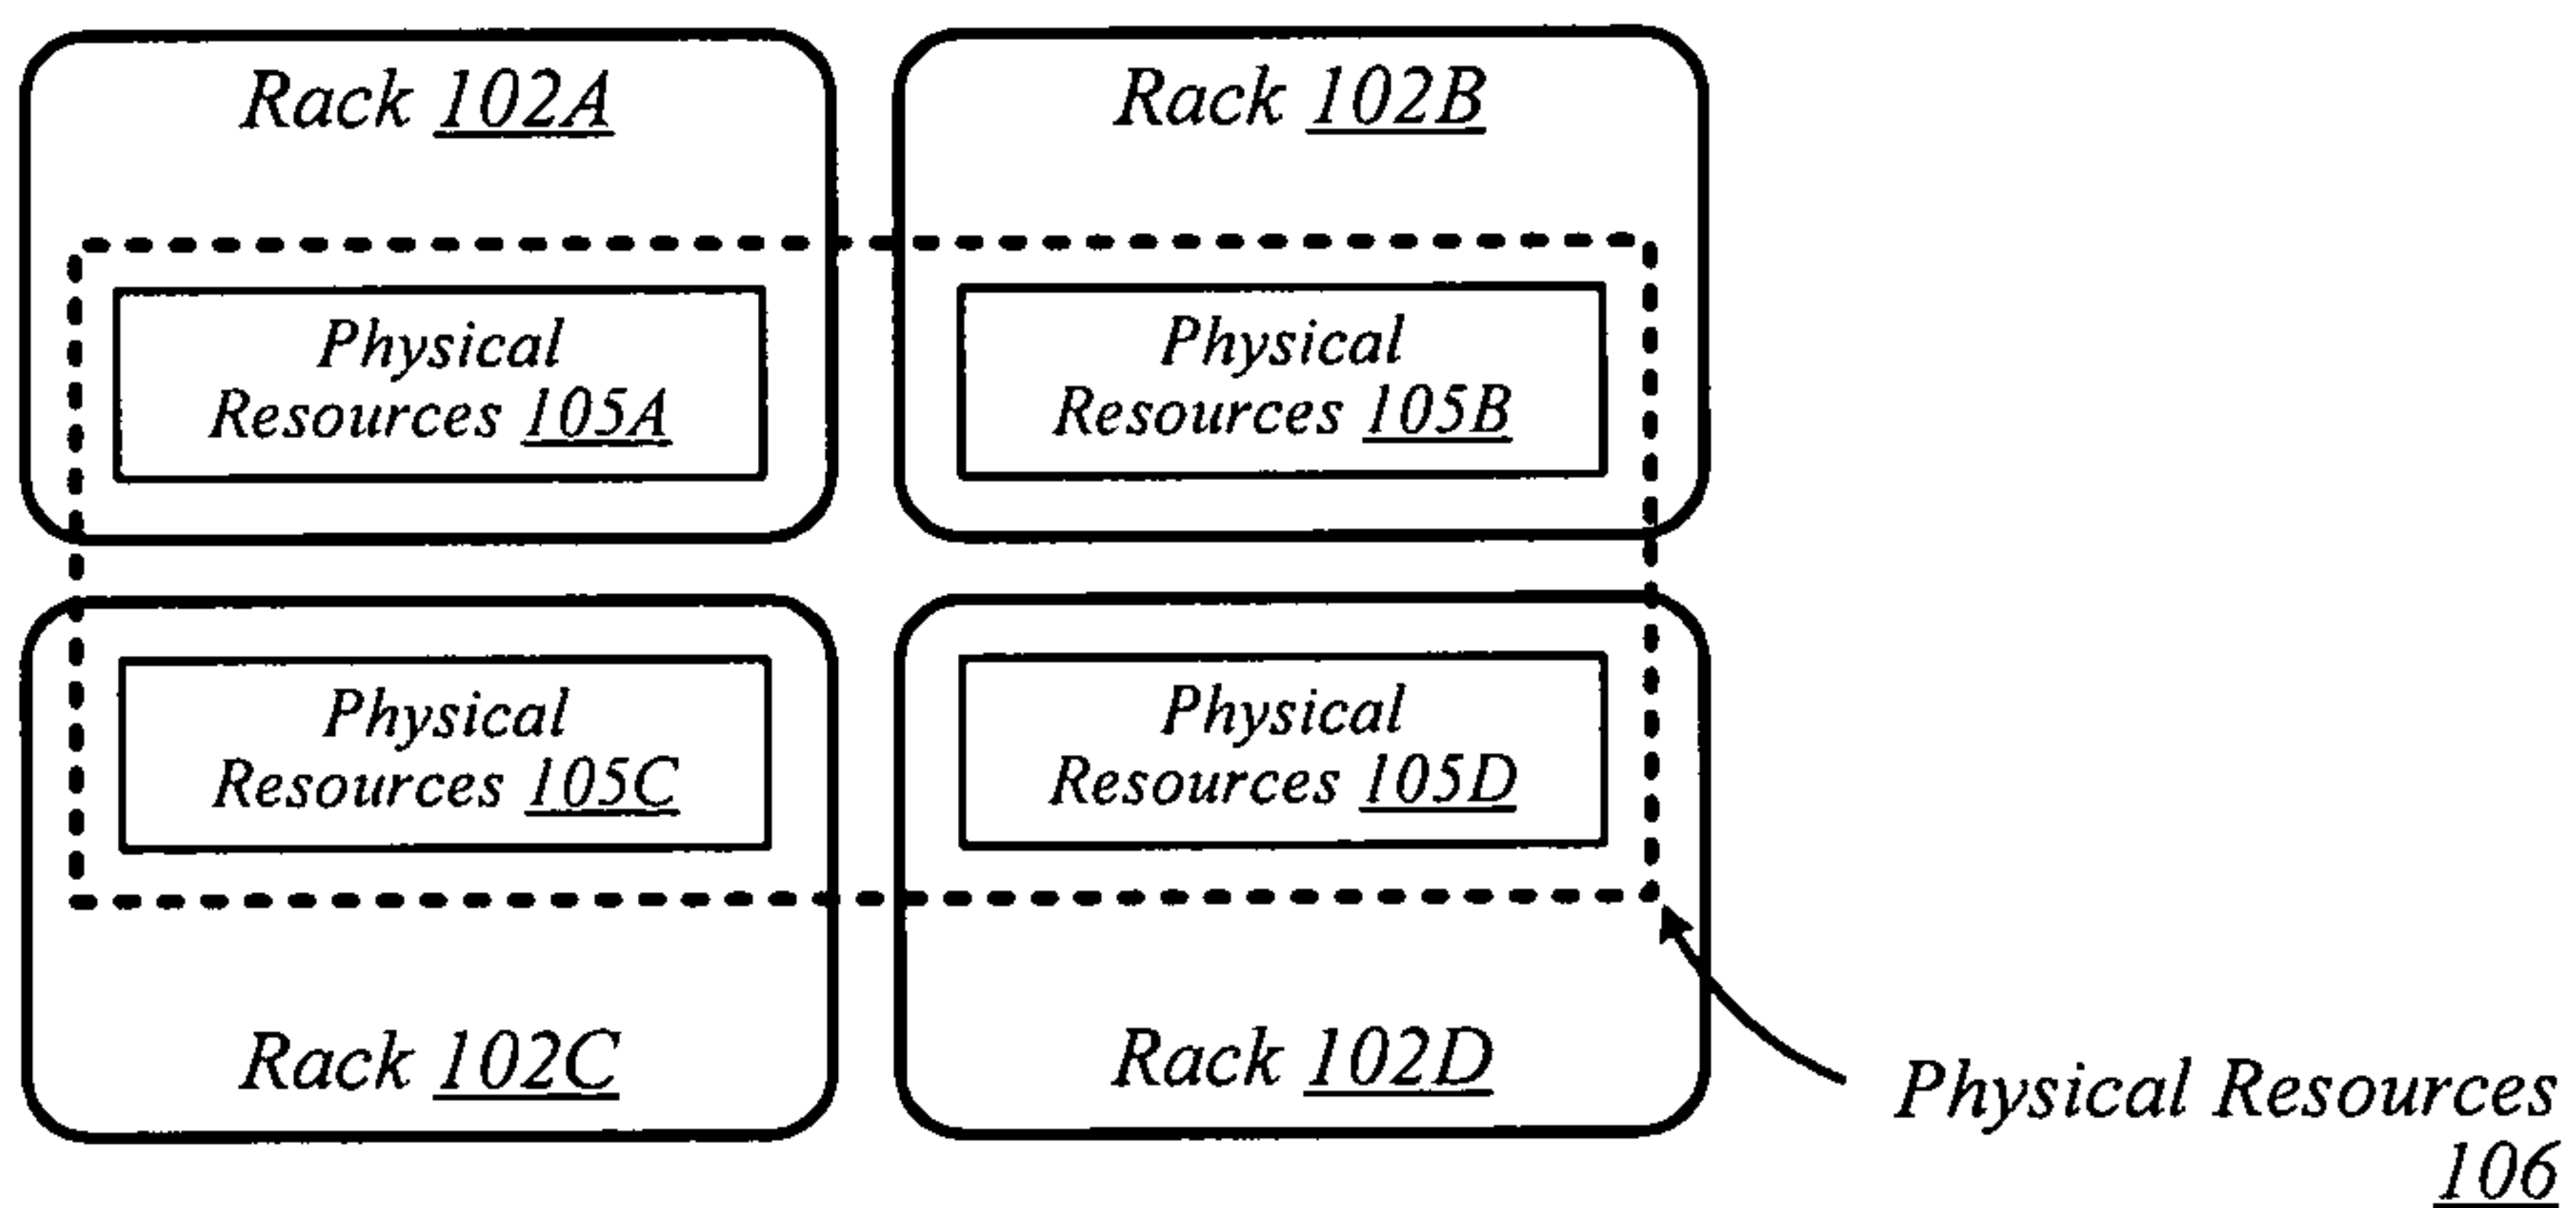 Rack 102A
Rack 102B
Physical
Resources 105A
Physical
Resources 105B
Physical
Resources 105C
Physical
Resources 105D
Rack 102C
Rack 102D
Physical Resources
106